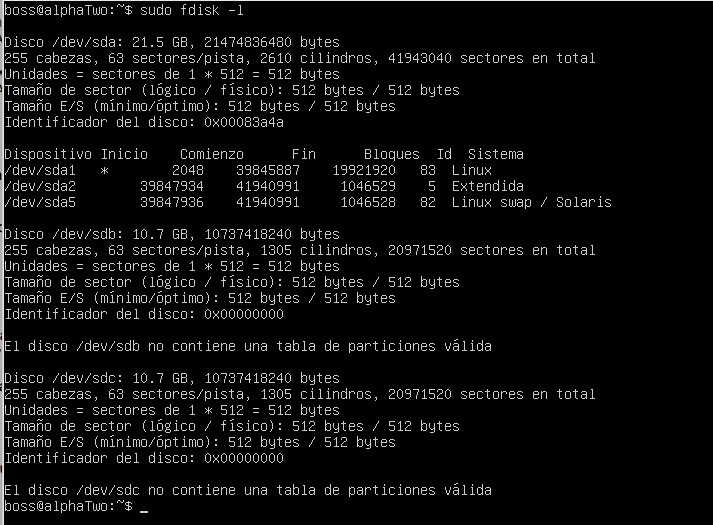 boss@alphaTwo:~$ sudo fdisk -l
Disco /dev/sda: 21.5 GB, 21474836480 bytes
255 cabezas, 63 sectores/pista, 2610 cilindros, 41943040 sectores en total
Unidades = sectores de 1 * 512 = 512 bytes
Tamaño de sector (lógico / físico): 512 bytes / 512 bytes
Tamaño E/S (mínimo/óptimo): 512 bytes / 512 bytes
Identificador del disco: 0x00083a4a
Dispositivo Inicio    Comienzo      Fin      Bloques  Id  Sistema
/dev/sda1   *        2048    39845887    19921920   83  Linux
/dev/sda2        39847934    41940991     1046529    5  Extendida
/dev/sda5        39847936    41940991     1046528   82  Linux swap / Solaris
Disco /dev/sdb: 10.7 GB, 10737418240 bytes
255 cabezas, 63 sectores/pista, 1305 cilindros, 20971520 sectores en total
Unidades = sectores de 1 * 512 = 512 bytes
Tamaño de sector (lógico / físico): 512 bytes / 512 bytes
Tamaño E/S (mínimo/óptimo): 512 bytes / 512 bytes
Identificador del disco: 0x00000000
El disco /dev/sdb no contiene una tabla de particiones válida
Disco /dev/sdc: 10.7 GB, 10737418240 bytes
255 cabezas, 63 sectores/pista, 1305 cilindros, 20971520 sectores en total
Unidades = sectores de 1 * 512 = 512 bytes
Tamaño de sector (lógico / físico): 512 bytes / 512 bytes
Tamaño E/S (mínimo/óptimo): 512 bytes / 512 bytes
Identificador del disco: 0x00000000
El disco /dev/sdc no contiene una tabla de particiones válida
boss@alphaTwo:~$ _